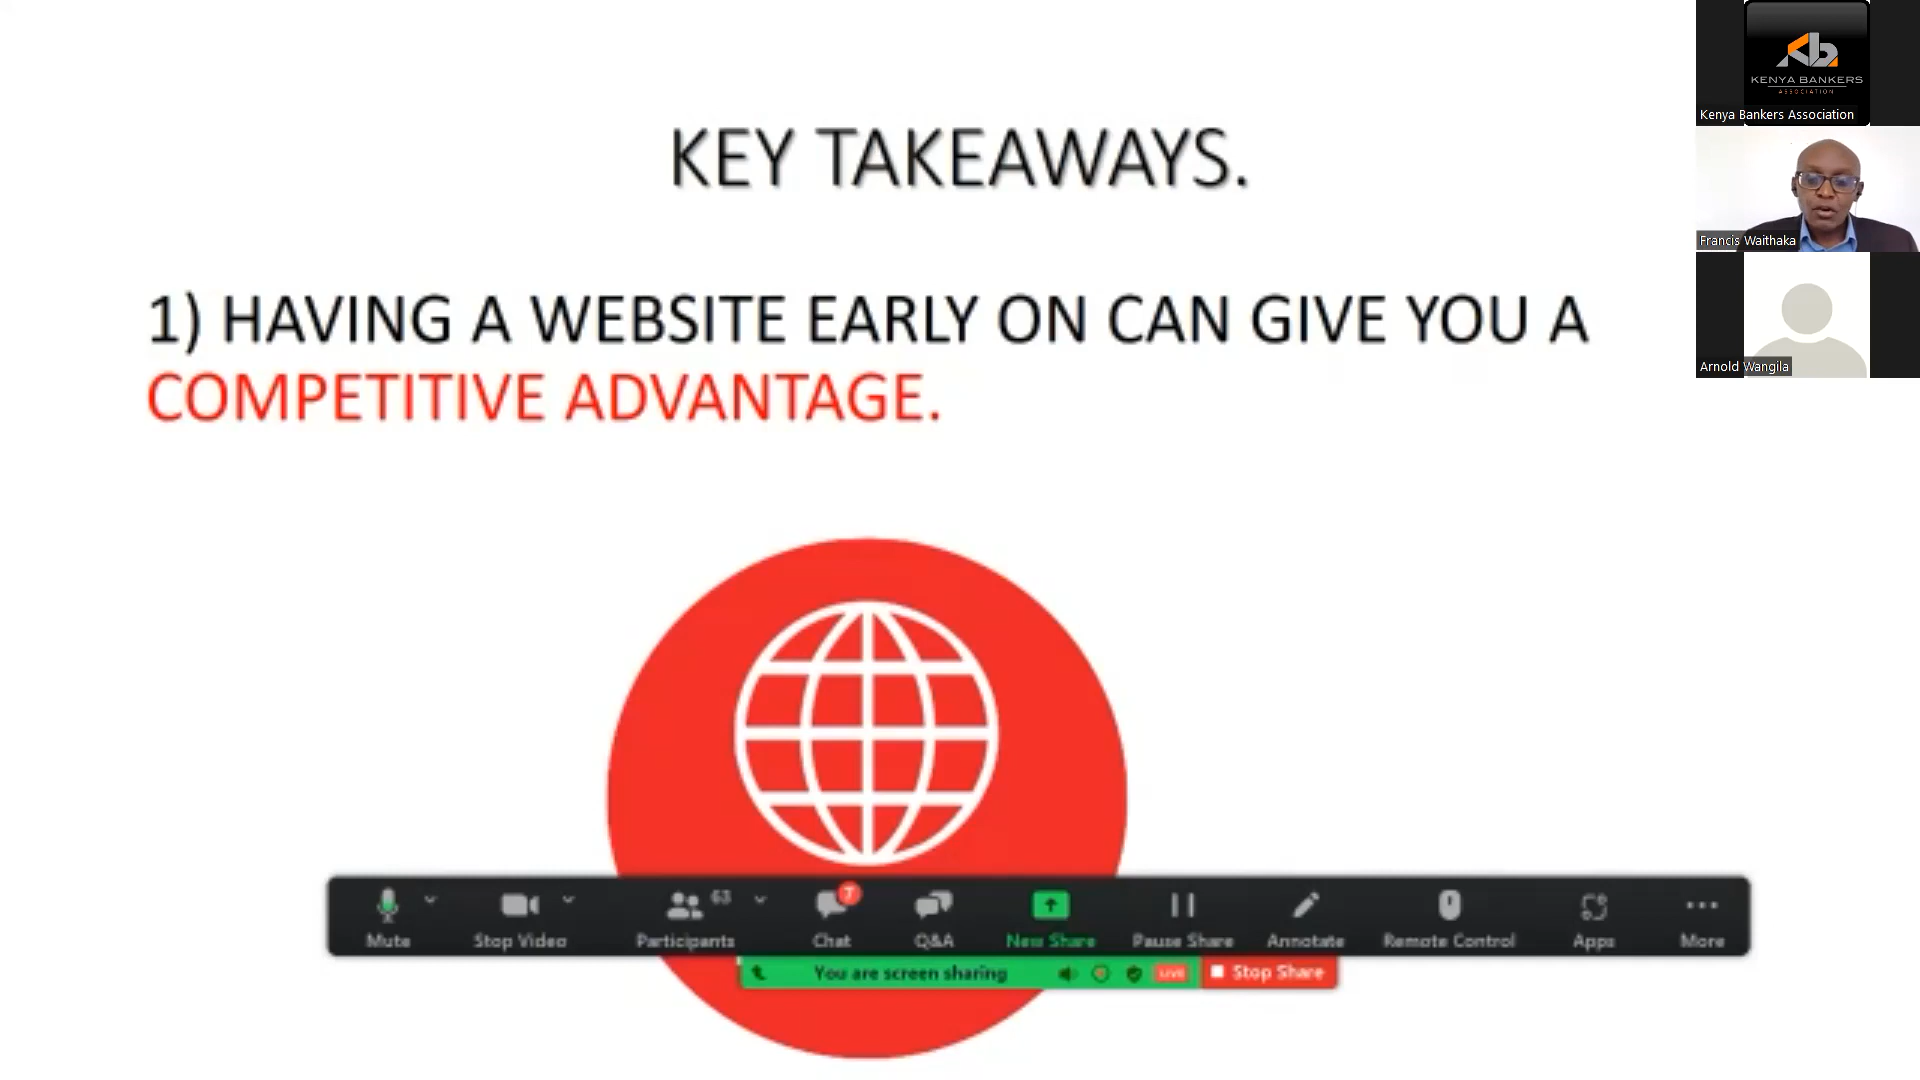 KEY TAKEAWAYS.
1) HAVING A WEBSITE EARLY ON CAN GIVE YOU A
COMPETITIVE ADVANTAGE.
KENYA BANKERS
ASSOCIATION
Kenya Bankers Association
Francis Waithaka
Arnold Wangila
63
7
Mute
Stop Video
Participants
Chat
Q&A
New Share
Pause Share
Annotate
Remote Control
Apps
More
You are screen sharing
LIVE
Stop Share